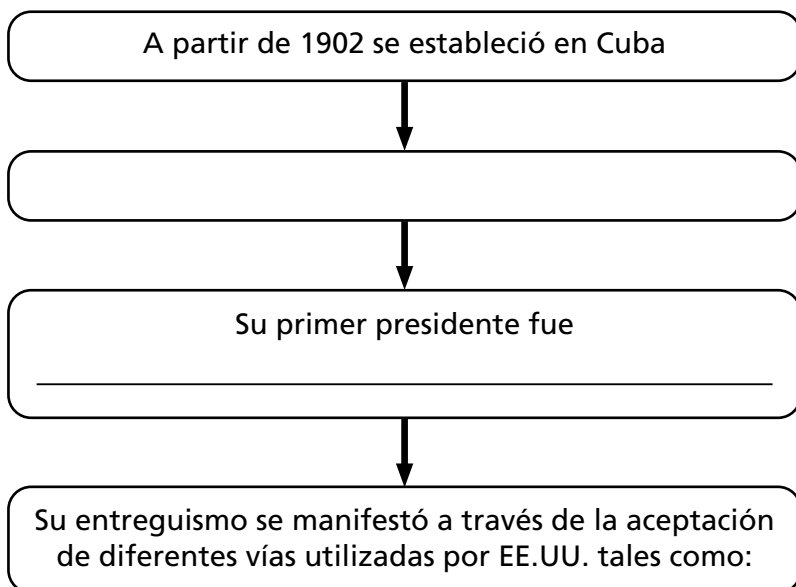 A partir de 1902 se estableció en Cuba
Su primer presidente fue
Su entreguismo se manifestó a través de la aceptación
de diferentes vías utilizadas por EE.UU. tales como: